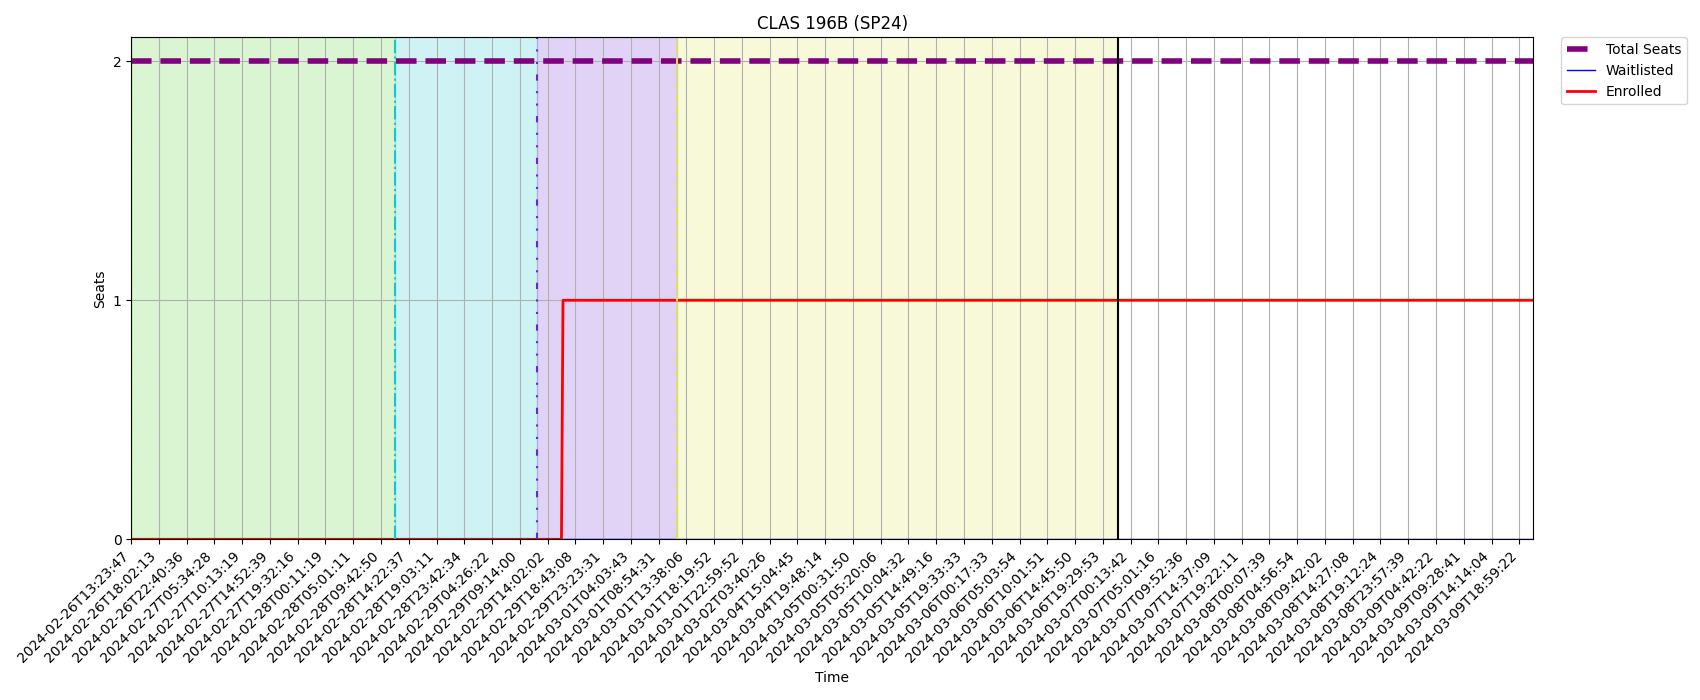 CLAS 196B (SP24)
Total Seats
Waitlisted
Enrolled
Seats
2
1
0
2024-02-26T13:23:47
2024-02-26T18:02:13
2024-02-26T22:40:36
2024-02-27T05:34:28
2024-02-27T10:13:19
2024-02-27T14:52:39
2024-02-27T19:32:16
2024-02-28T00:11:19
2024-02-28T05:01:11
2024-02-28T09:42:50
2024-02-28T14:22:37
2024-02-28T19:03:11
2024-02-28T23:42:34
2024-02-29T04:26:22
2024-02-29T09:14:00
2024-02-29T14:02:02
2024-02-29T18:43:08
2024-02-29T23:23:31
2024-03-01T04:03:43
2024-03-01T08:54:31
2024-03-01T13:38:06
2024-03-01T18:19:52
2024-03-01T22:59:52
2024-03-02T03:40:26
2024-03-04T15:04:45
2024-03-04T19:48:14
2024-03-05T00:31:50
2024-03-05T05:20:06
2024-03-05T10:04:32
2024-03-05T14:49:16
2024-03-05T19:33:33
2024-03-06T00:17:33
2024-03-06T05:03:54
2024-03-06T10:01:51
2024-03-06T14:45:50
2024-03-06T19:29:53
2024-03-07T00:13:42
2024-03-07T05:01:16
2024-03-07T09:52:36
2024-03-07T14:37:09
2024-03-07T19:22:11
2024-03-08T00:07:39
2024-03-08T04:56:54
2024-03-08T09:42:02
2024-03-08T14:27:08
2024-03-08T19:12:24
2024-03-08T23:57:39
2024-03-09T04:42:22
2024-03-09T09:28:41
2024-03-09T14:14:04
2024-03-09T18:59:22
Time